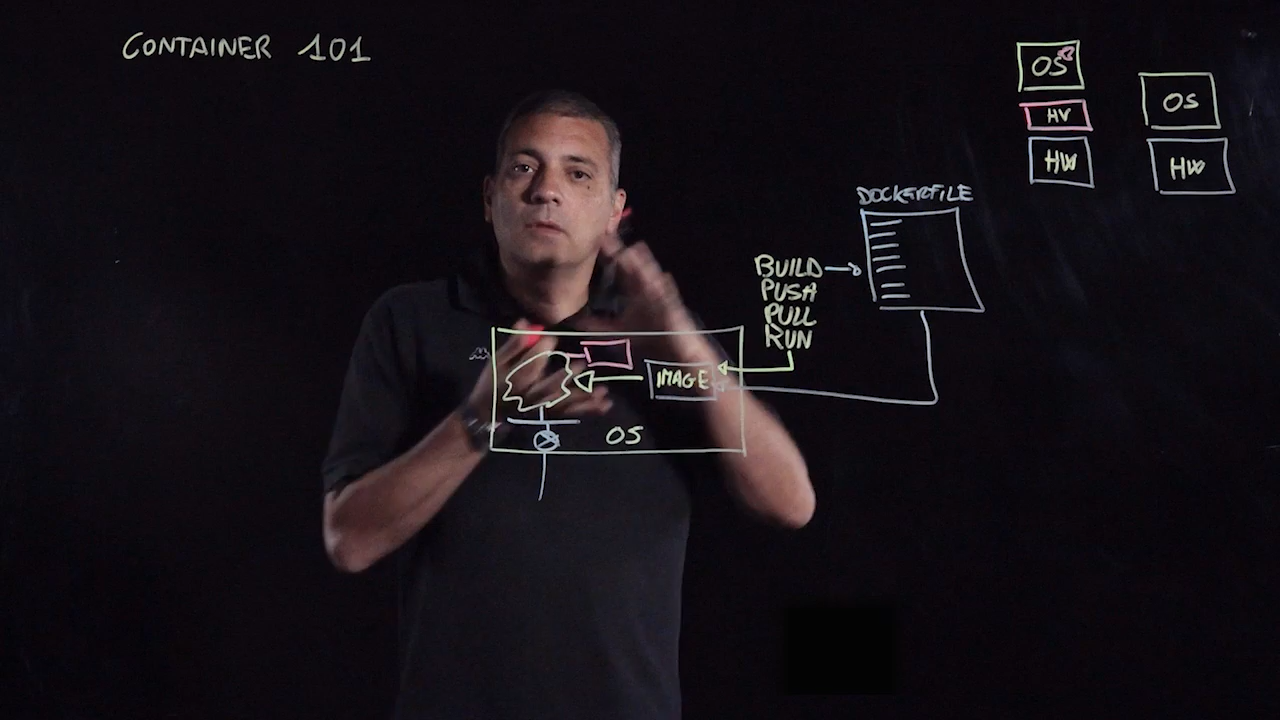 CONTAINER 101
OS
HV
HW
OS
HW
DOCKERFILE
BUILD
PUSH
PULL
RUN
IMAGE
OS